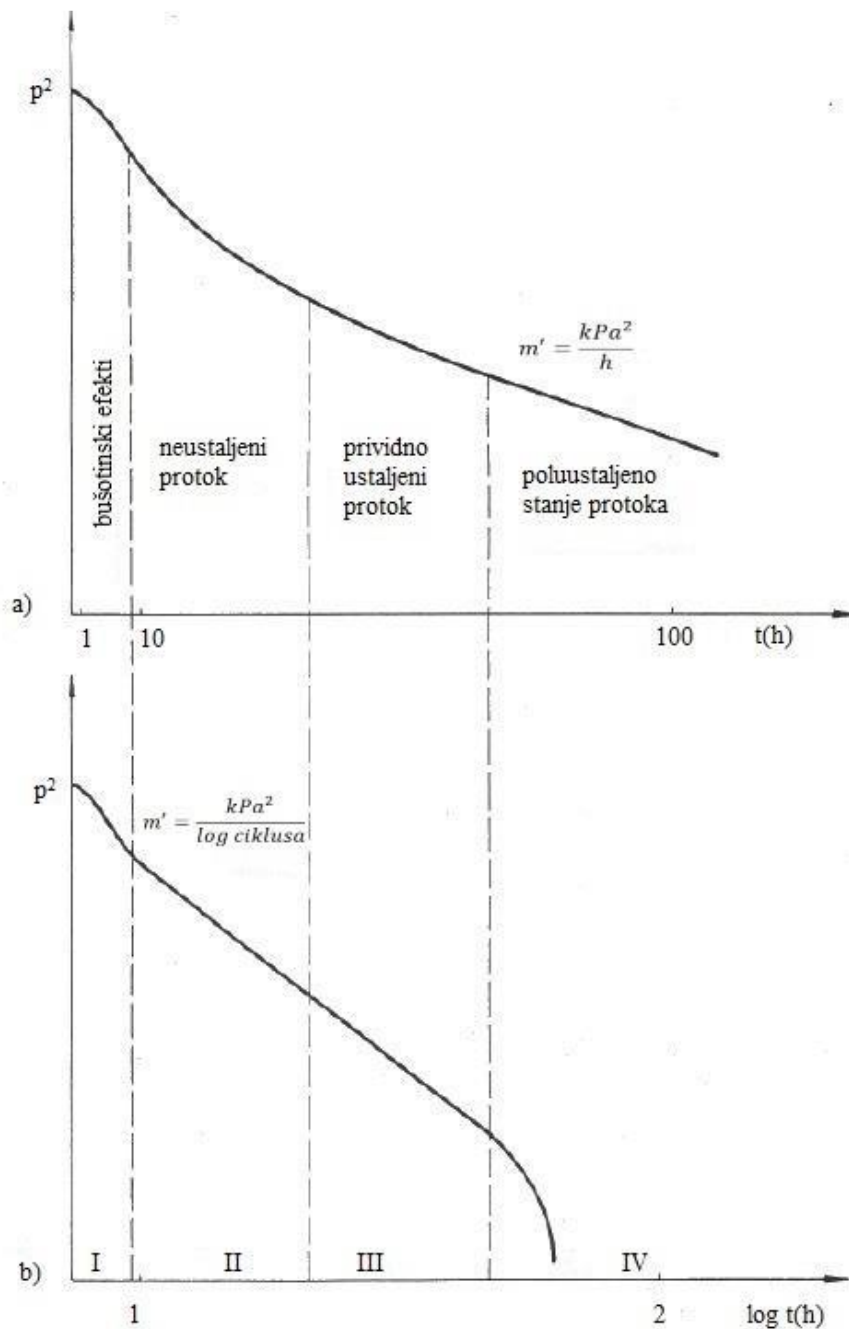 p²
m' = kPa² / h
bušotinski efekti
neustaljeni
protok
prividno
ustaljeni
protok
poluustaljeno
stanje protoka
a)
1 10 100 t(h)
p²
m' = kPa² / log ciklusa
I II III IV
b)
1 2 log t(h)